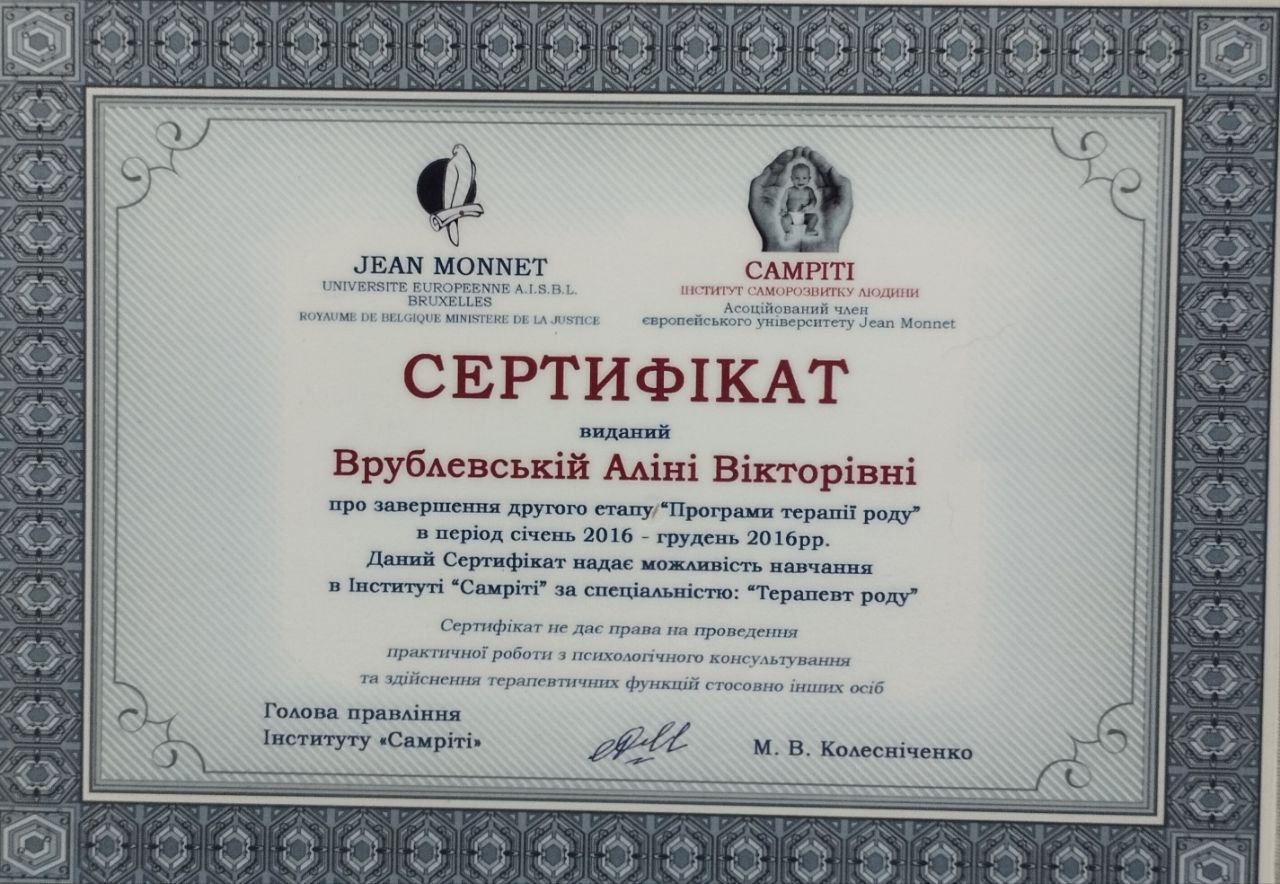 JEAN MONNET
UNIVERSITE EUROPEENNE A.I.S.B.L.
BRUXELLES
ROYAUME DE BELGIQUE MINISTERE DE LA JUSTICE
САМРІТІ
ІНСТИТУТ САМОРОЗВИТКУ ЛЮДИНИ
Асоційований член
європейського університету Jean Monnet
СЕРТИФІКАТ
виданий
Врублевській Аліні Вікторівні
про завершення другого етапу “Програми терапії роду”
в період січень 2016 - грудень 2016рр.
Даний Сертифікат надає можливість навчання
в Інституті “Самріті” за спеціальністю: “Терапевт роду”
Сертифікат не дає права на проведення
практичної роботи з психологічного консультування
та здійснення терапевтичних функцій стосовно інших осіб
Голова правління
Інституту «Самріті»
М. В. Колесніченко